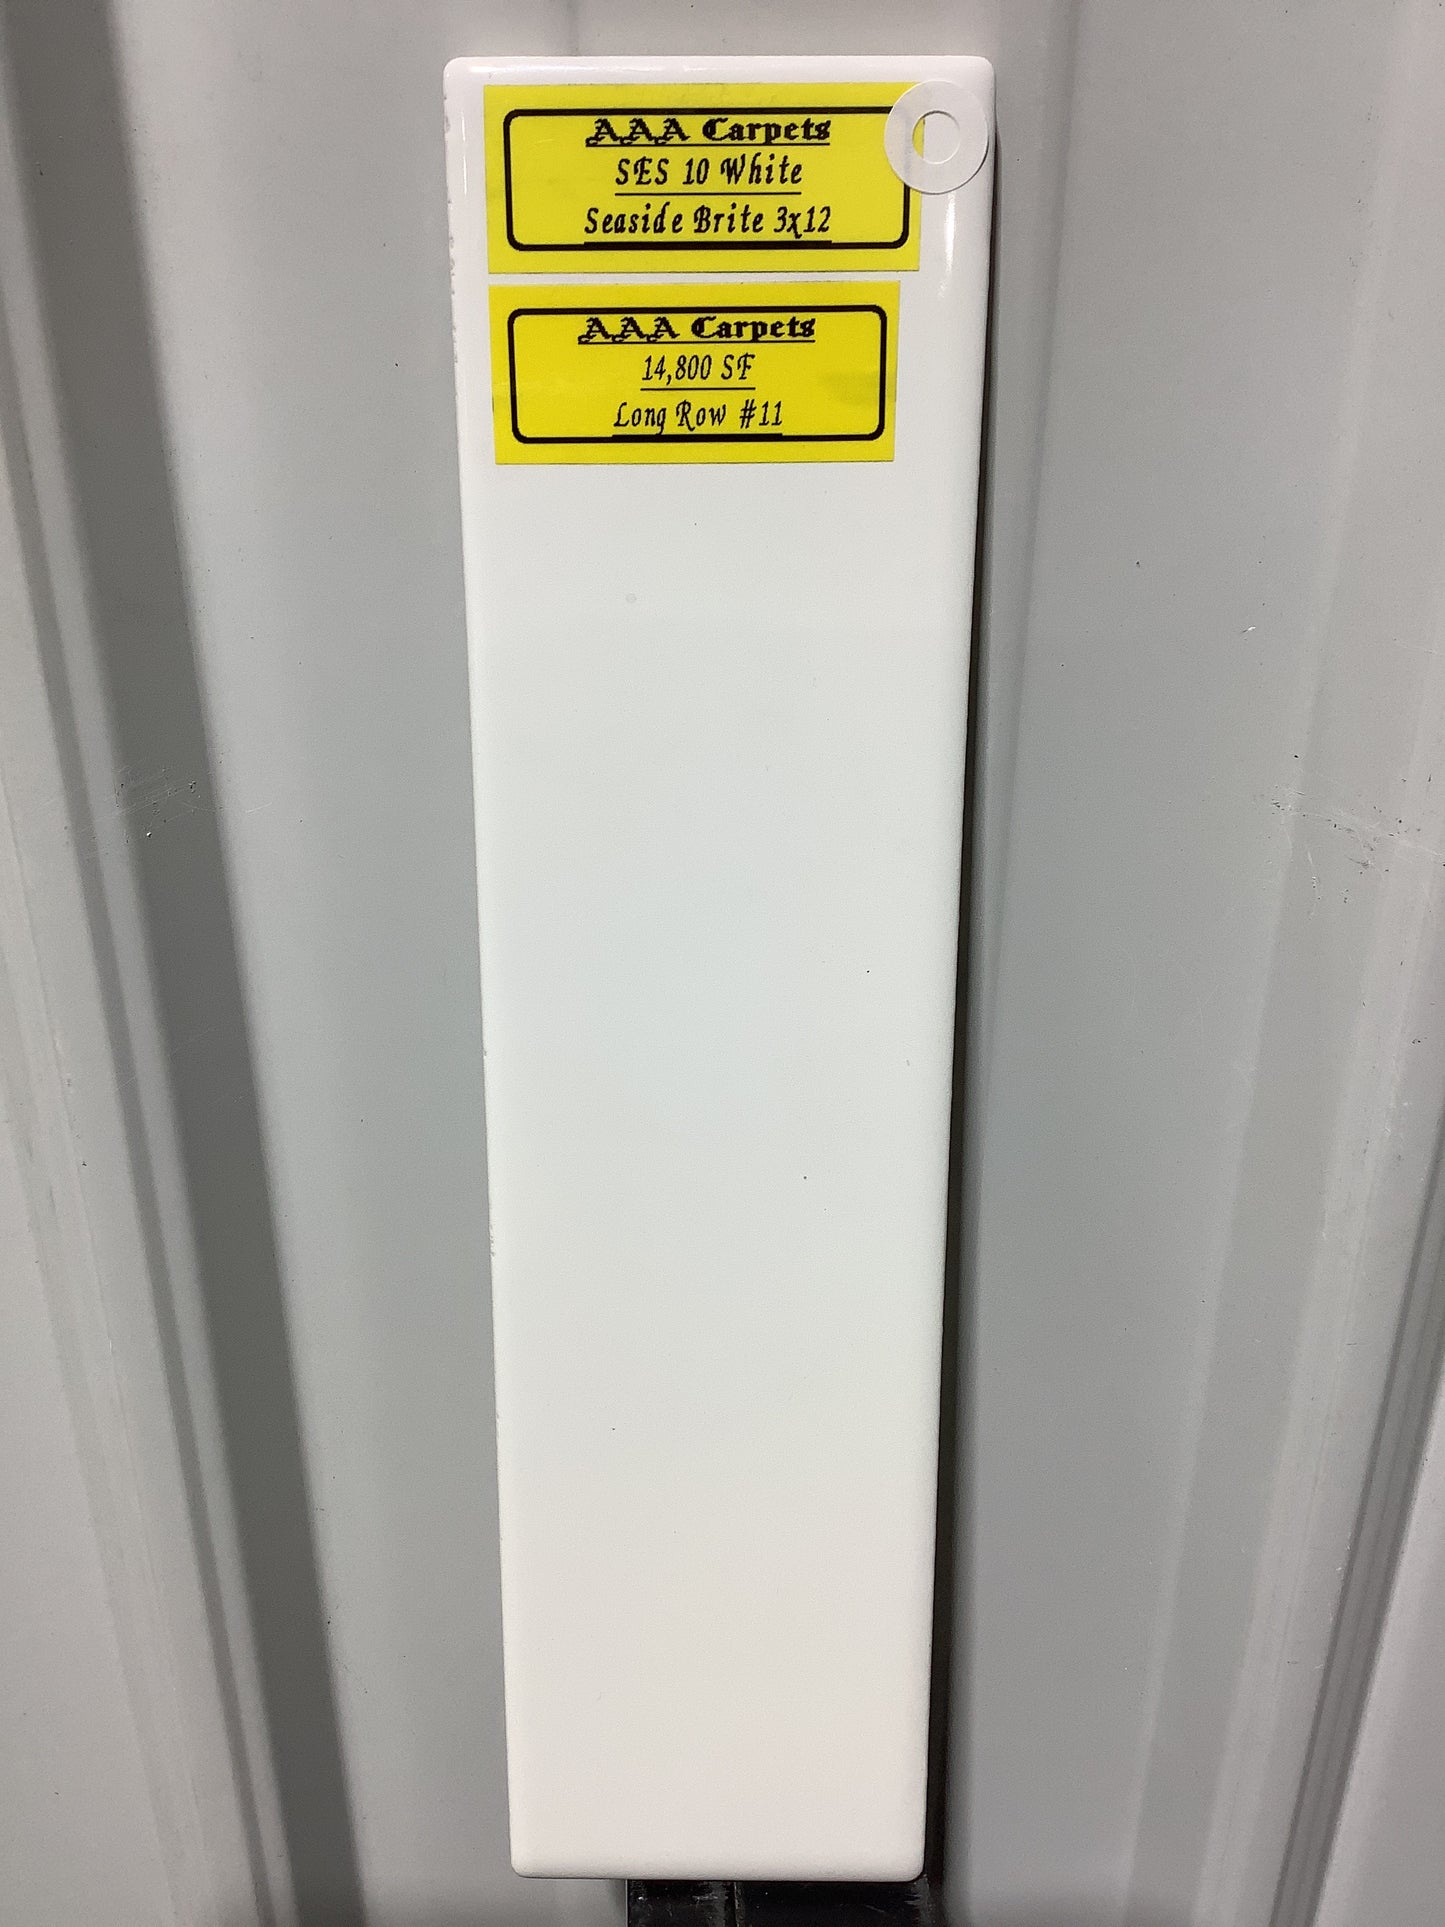 AAA Carpets
SES 10 White
Seaside Brite 3x12
AAA Carpets
14,800 SF
Long Row #11